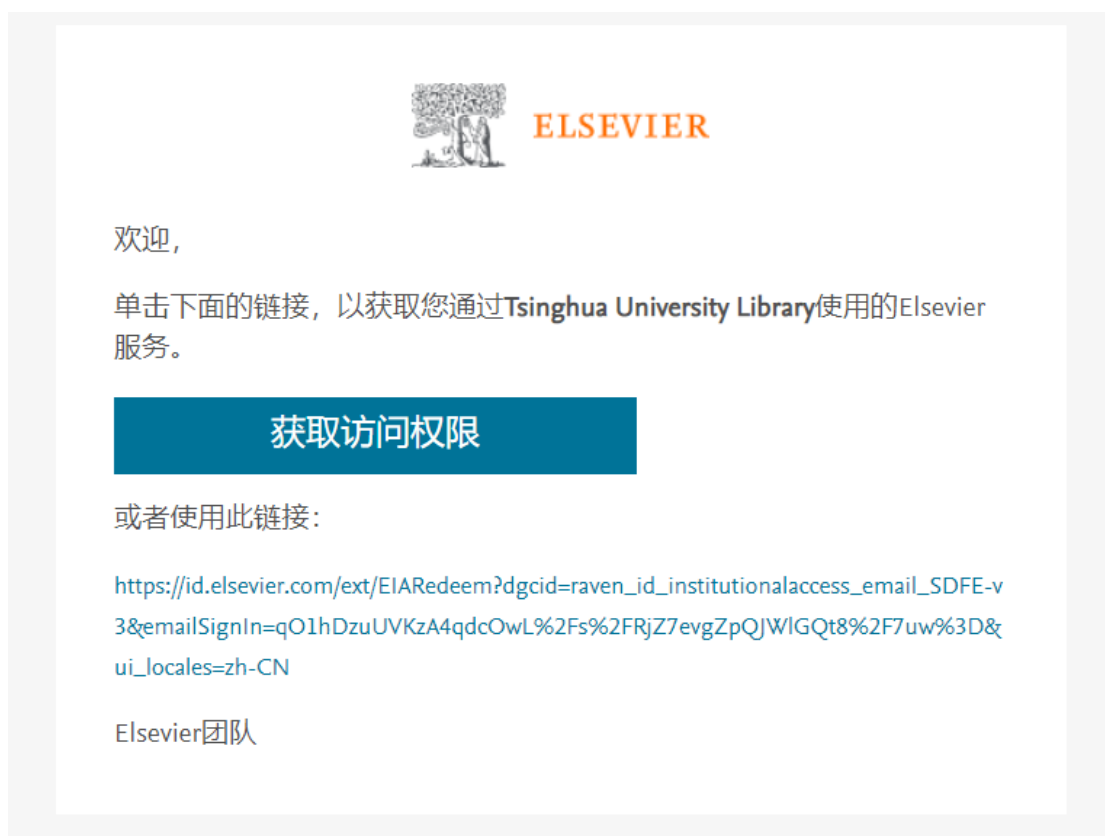 ELSEVIER
欢迎，
单击下面的链接，以获取您通过Tsinghua University Library使用的Elsevier
服务。
获取访问权限
或者使用此链接：
https://id.elsevier.com/ext/EIARedeem?dgcid=raven_id_institutionalaccess_email_SDFE-v
3&emailSignIn=qO1hDzuUVKzA4qdcOwL%2Fs%2FRjZ7evgZpQJWlGQt8%2F7uw%3D&
ui_locales=zh-CN
Elsevier团队